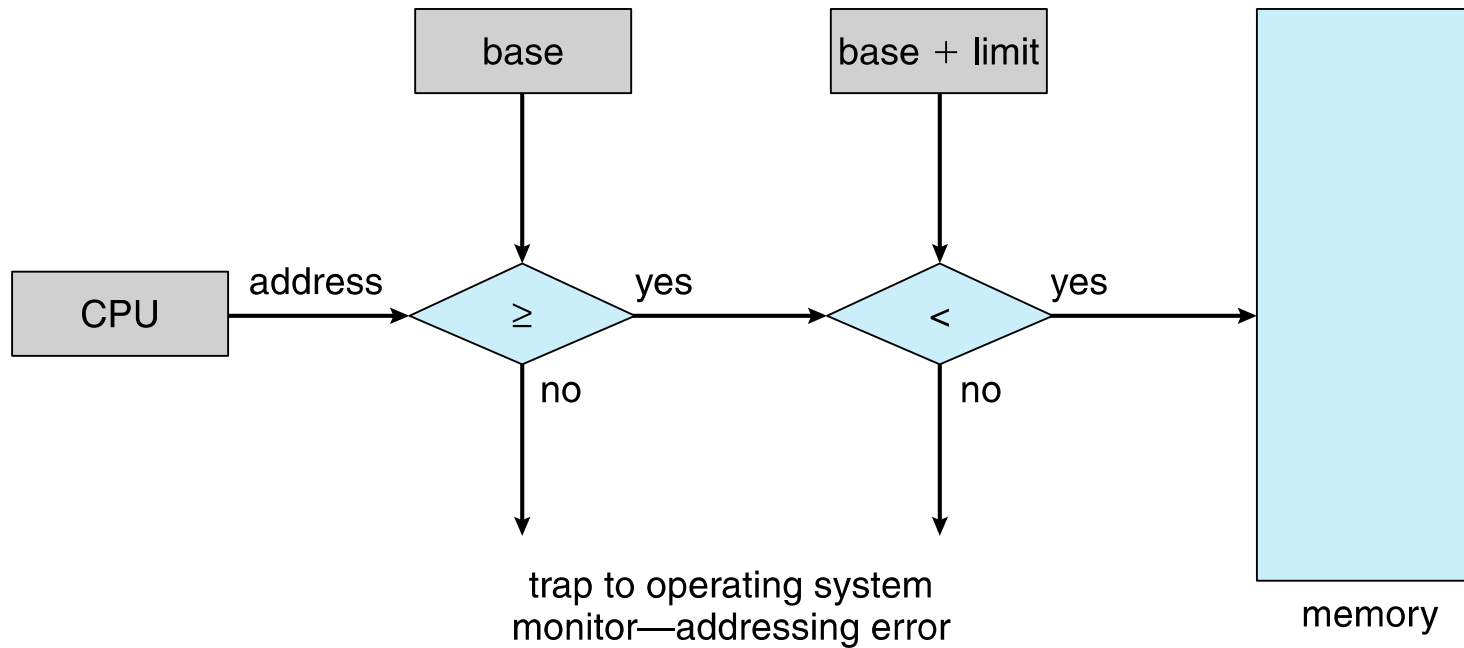 base
base + limit
CPU
address
≥
yes
<
yes
no
no
trap to operating system
monitor—addressing error
memory